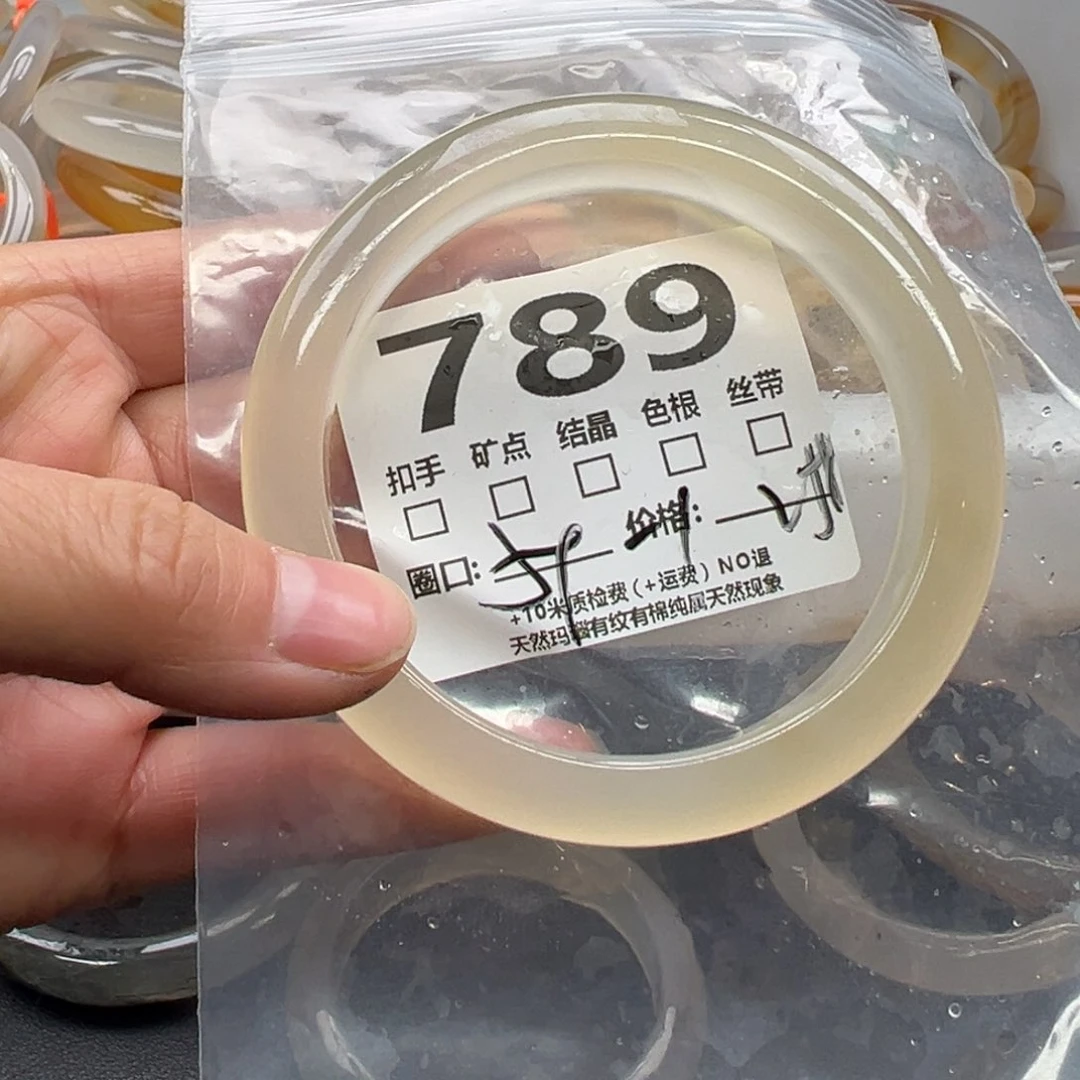 789
扣手 矿点 结晶 色根 丝带
圈口: 价格:
+10米质检费(+运费)NO退
天然玛瑙有纹有棉纯属天然现象